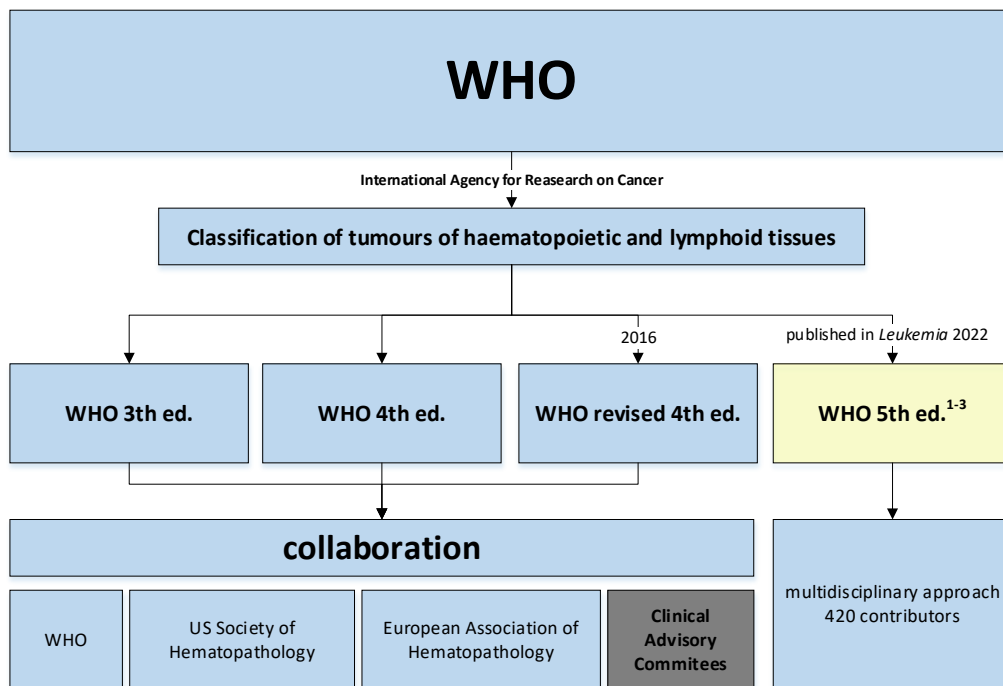 WHO
International Agency for Reasearch on Cancer
Classification of tumours of haematopoietic and lymphoid tissues
2016
published in Leukemia 2022
WHO 3th ed.
WHO 4th ed.
WHO revised 4th ed.
WHO 5th ed.1-3
collaboration
WHO
US Society of
Hematopathology
European Association of
Hematopathology
Clinical
Advisory
Commitees
multidisciplinary approach
420 contributors